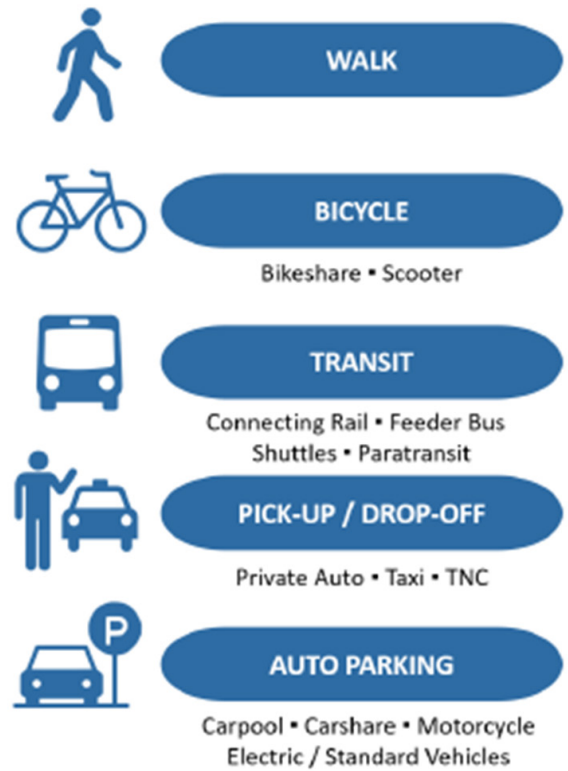 WALK
BICYCLE
Bikeshare ▪ Scooter
TRANSIT
Connecting Rail ▪ Feeder Bus
Shuttles ▪ Paratransit
PICK-UP / DROP-OFF
Private Auto ▪ Taxi ▪ TNC
P
AUTO PARKING
Carpool ▪ Carshare ▪ Motorcycle
Electric / Standard Vehicles